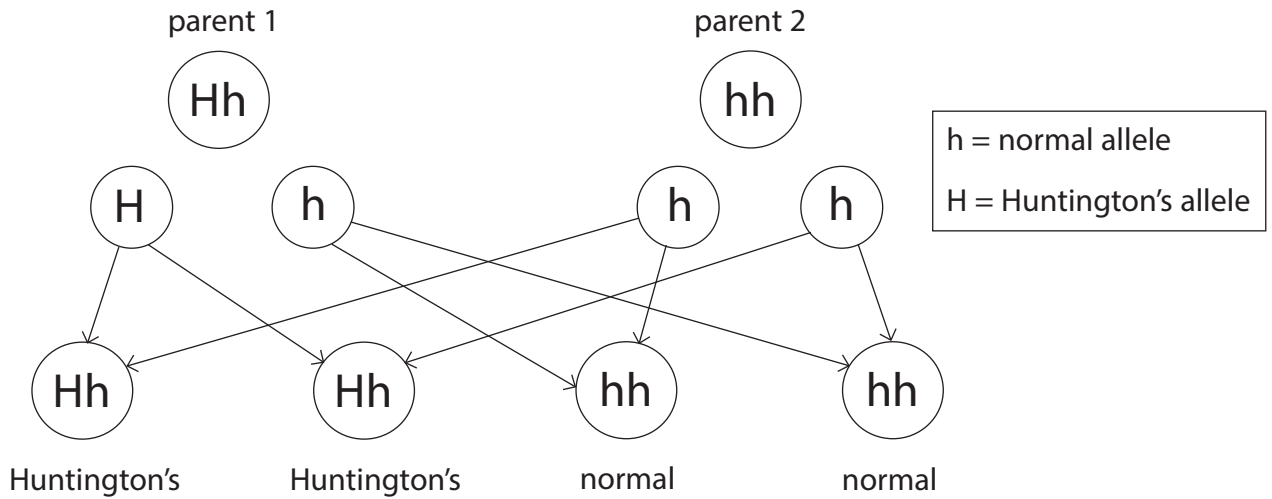 parent 1
parent 2
Hh
hh
h = normal allele
H = Huntington's allele
H
h
h
h
Hh
Hh
hh
hh
Huntington's
Huntington's
normal
normal